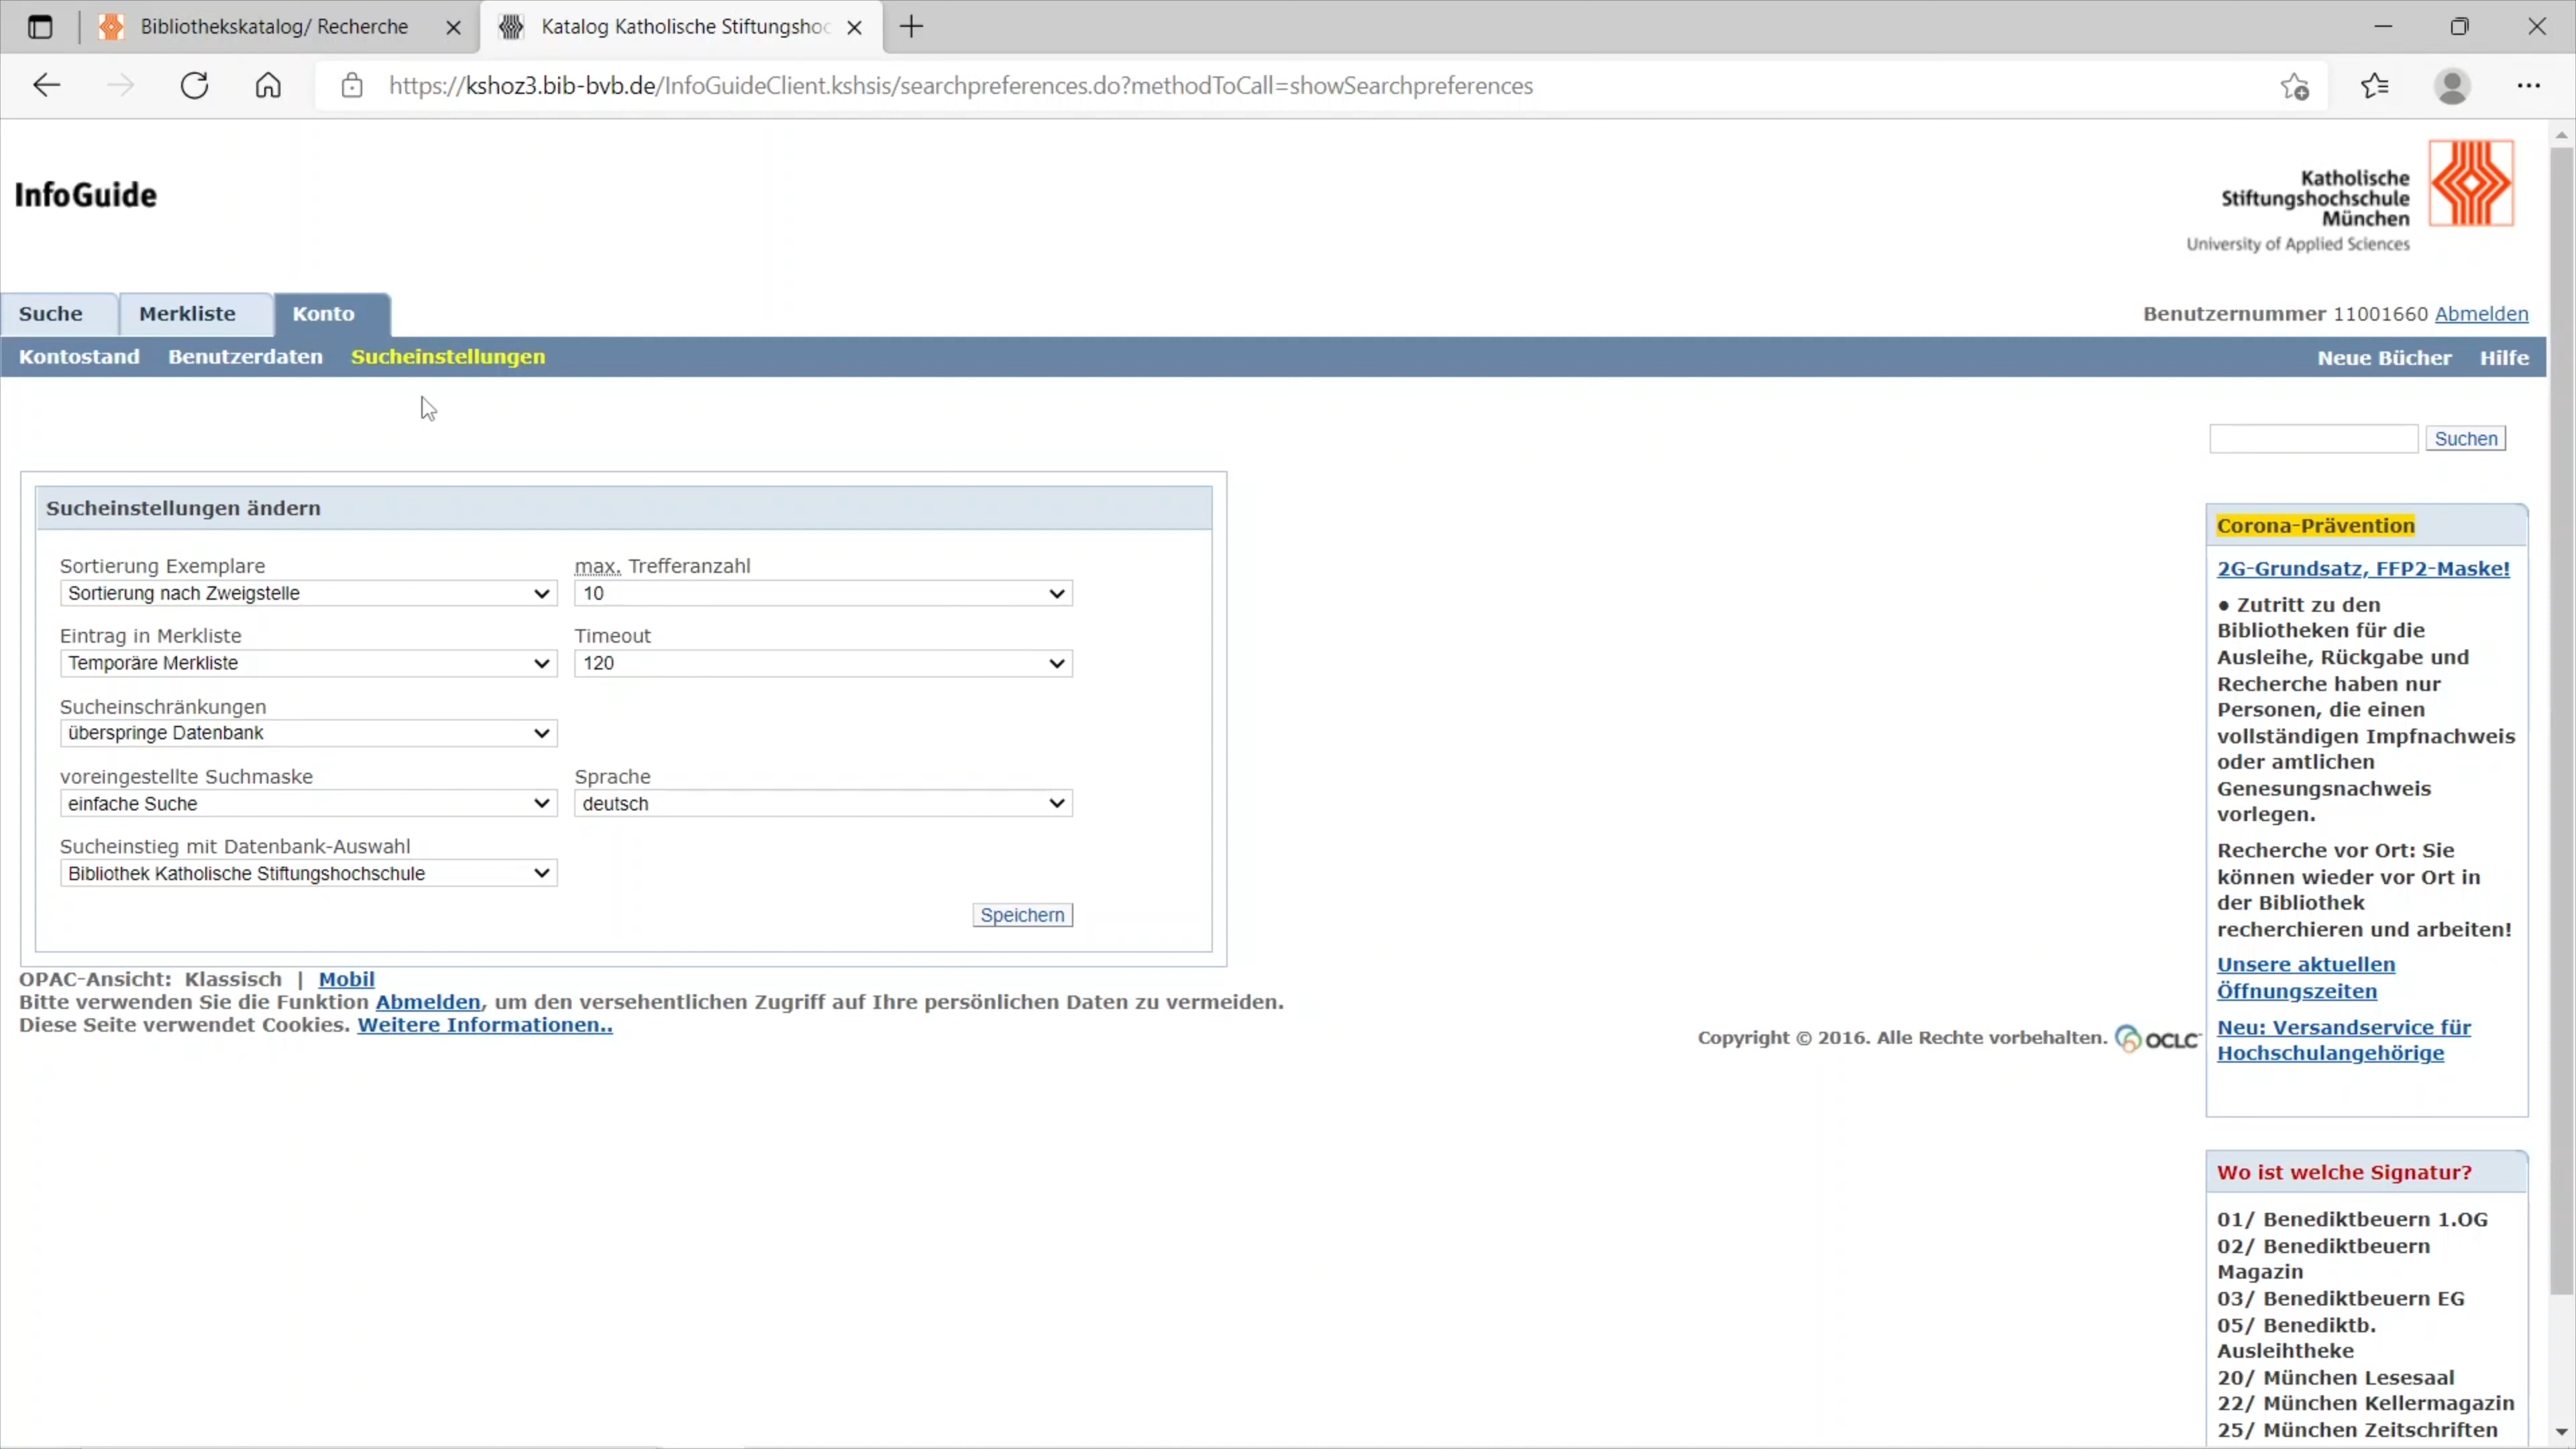 Bibliothekskatalog/ Recherche
Katalog Katholische Stiftungshoc
https://kshoz3.bib-bvb.de/InfoGuideClient.kshsis/searchpreferences.do?methodToCall=showSearchpreferences
InfoGuide
Katholische
Stiftungshochschule
München
University of Applied Sciences
Suche Merkliste Konto
Benutzernummer 11001660 Abmelden
Kontostand Benutzerdaten Sucheinstellungen
Neue Bücher Hilfe
Suchen
Sucheinstellungen ändern
Sortierung Exemplare max. Trefferanzahl
Sortierung nach Zweigstelle 10
Eintrag in Merkliste Timeout
Temporäre Merkliste 120
Sucheinschränkungen
überspringe Datenbank
voreingestellte Suchmaske Sprache
einfache Suche deutsch
Sucheinstieg mit Datenbank-Auswahl
Bibliothek Katholische Stiftungshochschule
Speichern
OPAC-Ansicht: Klassisch | Mobil
Bitte verwenden Sie die Funktion Abmelden, um den versehentlichen Zugriff auf Ihre persönlichen Daten zu vermeiden.
Diese Seite verwendet Cookies. Weitere Informationen..
Copyright © 2016. Alle Rechte vorbehalten. OCLC
Corona-Prävention
2G-Grundsatz, FFP2-Maske!
● Zutritt zu den
Bibliotheken für die
Ausleihe, Rückgabe und
Recherche haben nur
Personen, die einen
vollständigen Impfnachweis
oder amtlichen
Genesungsnachweis
vorlegen.
Recherche vor Ort: Sie
können wieder vor Ort in
der Bibliothek
recherchieren und arbeiten!
Unsere aktuellen
Öffnungszeiten
Neu: Versandservice für
Hochschulangehörige
Wo ist welche Signatur?
01/ Benediktbeuern 1.OG
02/ Benediktbeuern
Magazin
03/ Benediktbeuern EG
05/ Benediktb.
Ausleihtheke
20/ München Lesesaal
22/ München Kellermagazin
25/ München Zeitschriften